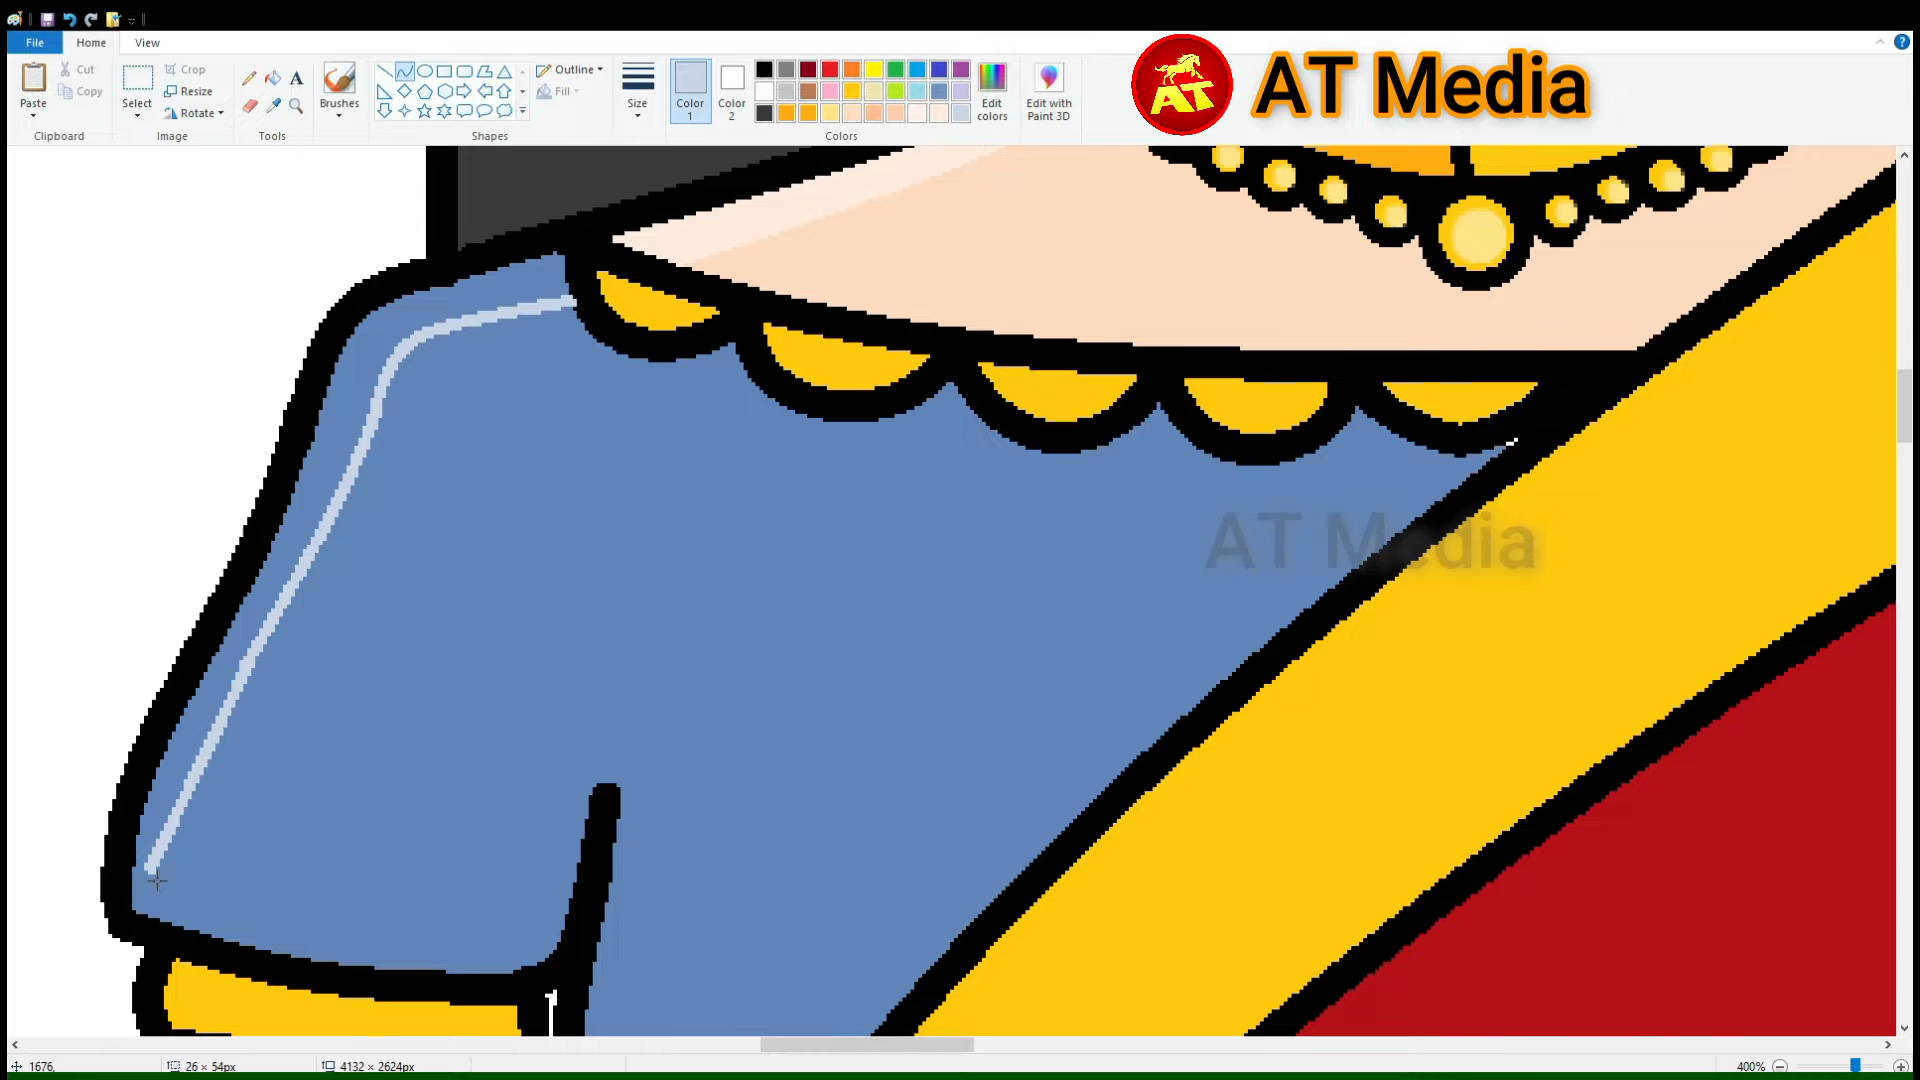 File Home View
AT
AT Media
Paste
Cut
Copy
Clipboard
Select
Crop
Resize
Rotate
Image
A
Tools
Brushes
Shapes
Outline
Fill
Size
Color 1
Color 2
Edit colors
Colors
Edit with Paint 3D
AT Media
1676,
26 × 54px
4132 × 2624px
400%